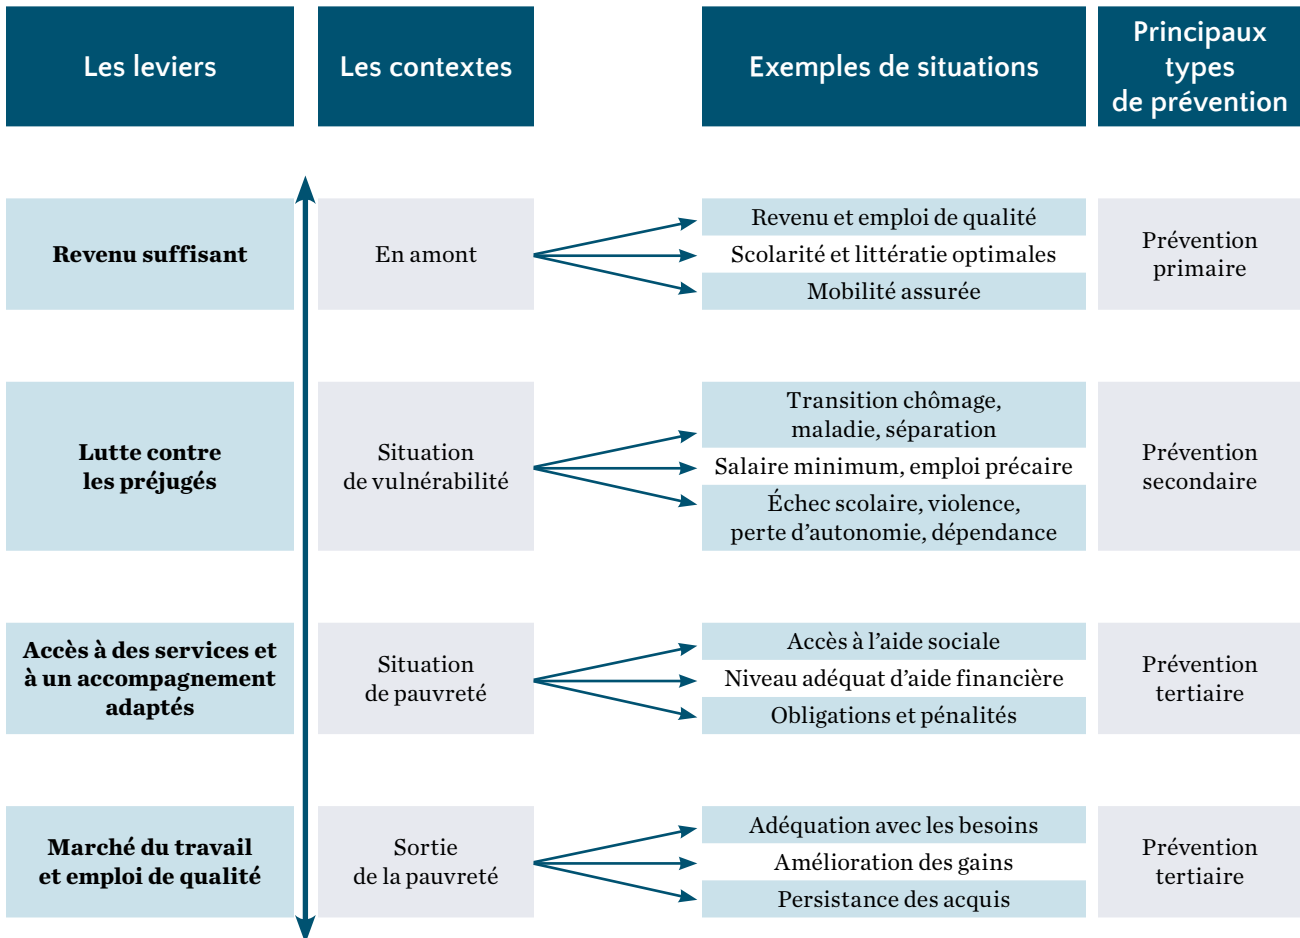 Les leviers
Les contextes
Exemples de situations
Principaux
types
de prévention
Revenu suffisant
En amont
Revenu et emploi de qualité
Scolarité et littératie optimales
Mobilité assurée
Prévention
primaire
Lutte contre
les préjugés
Situation
de vulnérabilité
Transition chômage,
maladie, séparation
Salaire minimum, emploi précaire
Échec scolaire, violence,
perte d’autonomie, dépendance
Prévention
secondaire
Accès à des services et
à un accompagnement
adaptés
Situation
de pauvreté
Accès à l’aide sociale
Niveau adéquat d’aide financière
Obligations et pénalités
Prévention
tertiaire
Marché du travail
et emploi de qualité
Sortie
de la pauvreté
Adéquation avec les besoins
Amélioration des gains
Persistance des acquis
Prévention
tertiaire